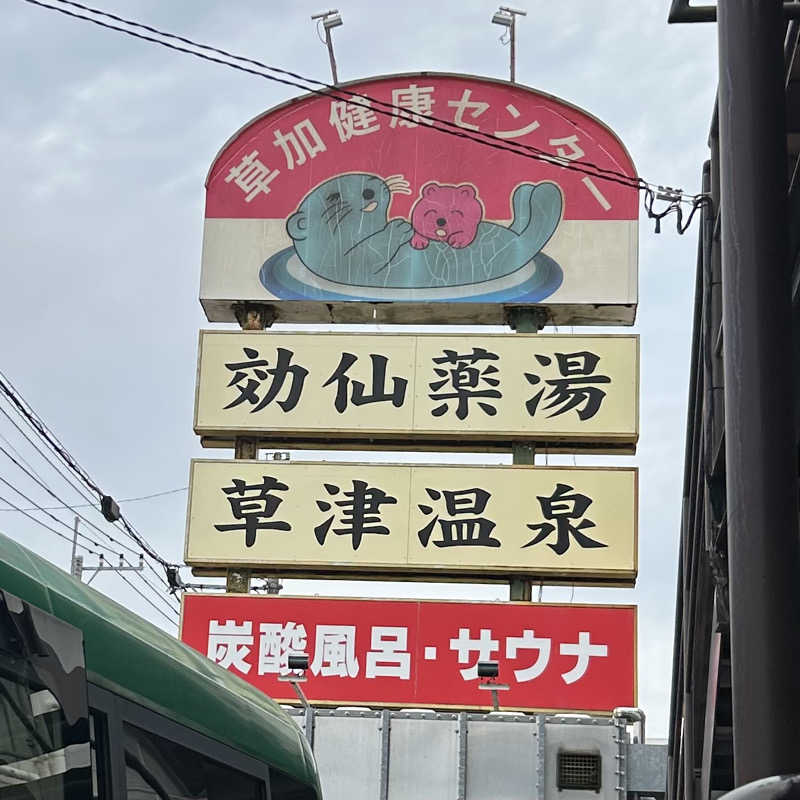 草加健康センター
効仙薬湯
草津温泉
炭酸風呂・サウナ